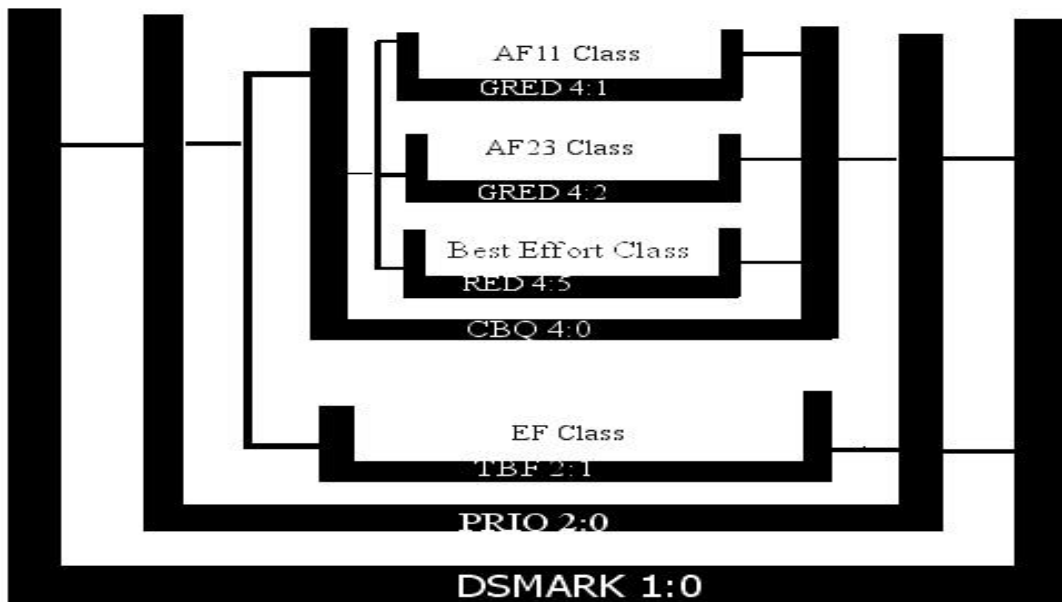 AF11 Class
GRED 4:1
AF23 Class
GRED 4:2
Best Effort Class
RED 4:5
CBQ 4:0
EF Class
TBF 2:1
PRIO 2:0
DSMARK 1:0